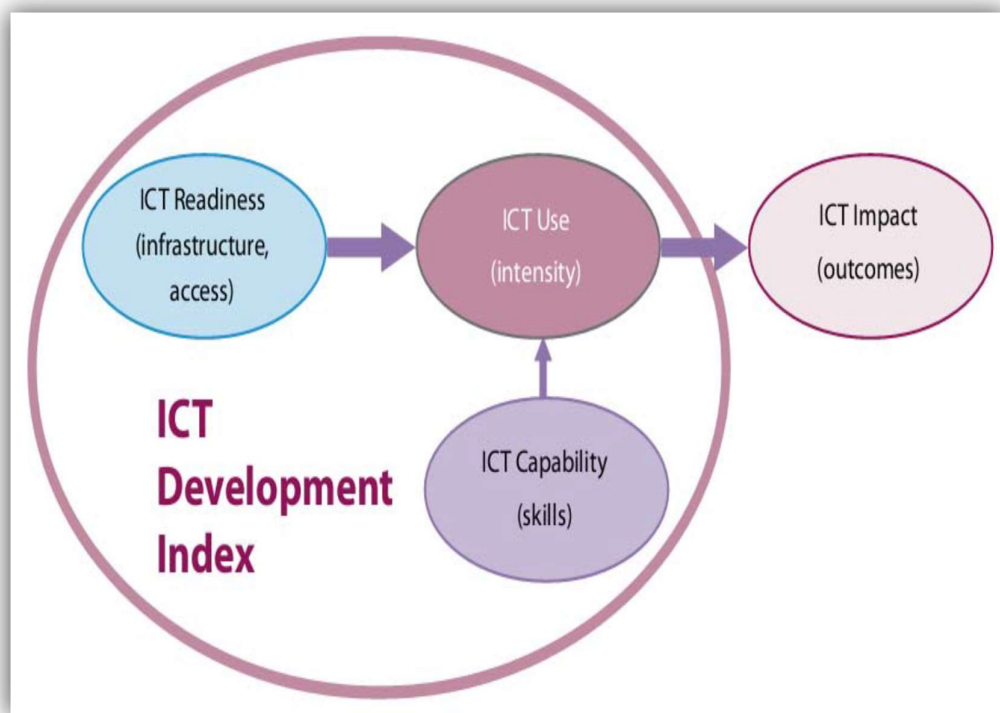 ICT Readiness
(infrastructure,
access)
ICT Use
(intensity)
ICT Impact
(outcomes)
ICT
Development
Index
ICT Capability
(skills)